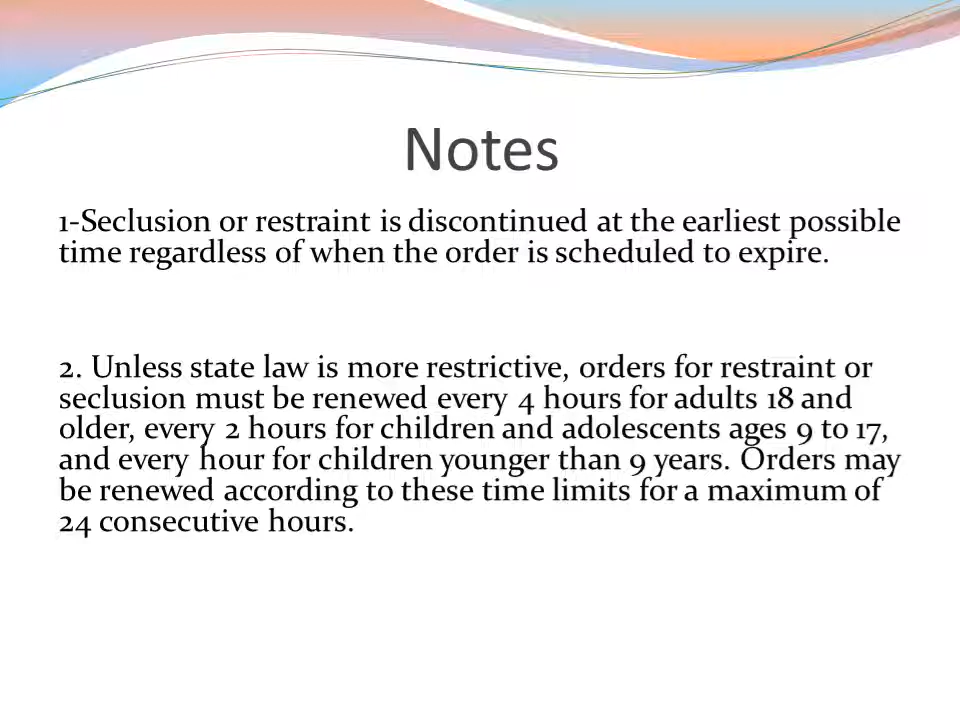 Notes
1-Seclusion or restraint is discontinued at the earliest possible
time regardless of when the order is scheduled to expire.
2. Unless state law is more restrictive, orders for restraint or
seclusion must be renewed every 4 hours for adults 18 and
older, every 2 hours for children and adolescents ages 9 to 17,
and every hour for children younger than 9 years. Orders may
be renewed according to these time limits for a maximum of
24 consecutive hours.